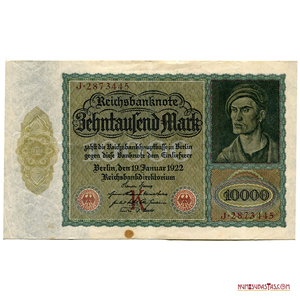 J·2873445
Reichsbanknote
Zehntausend Mark
zahlt die Reichsbankhauptkasse in Berlin
gegen diese Banknote dem Einlieferer
Berlin, den 19. Januar 1922
Reichsbankdirektorium
K
10000
J·2873445
NUMISUNASTAS.COM